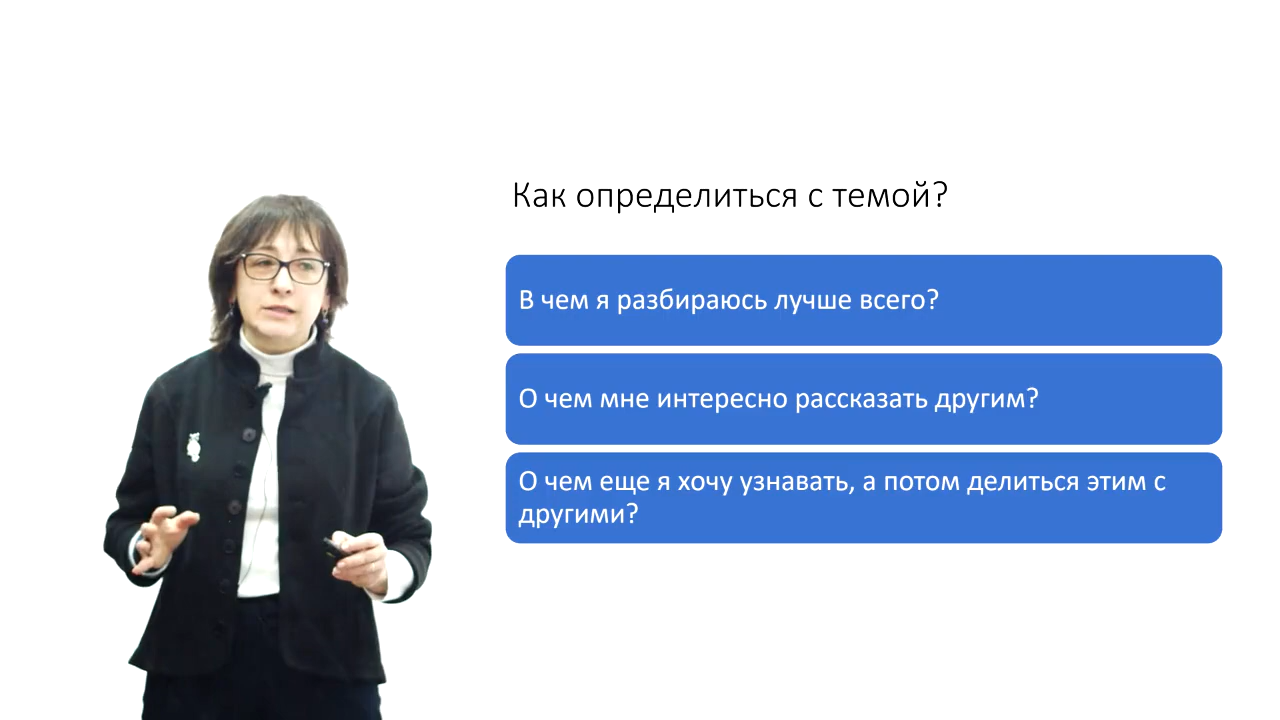 Как определиться с темой?
В чем я разбираюсь лучше всего?
О чем мне интересно рассказать другим?
О чем еще я хочу узнавать, а потом делиться этим с
другими?